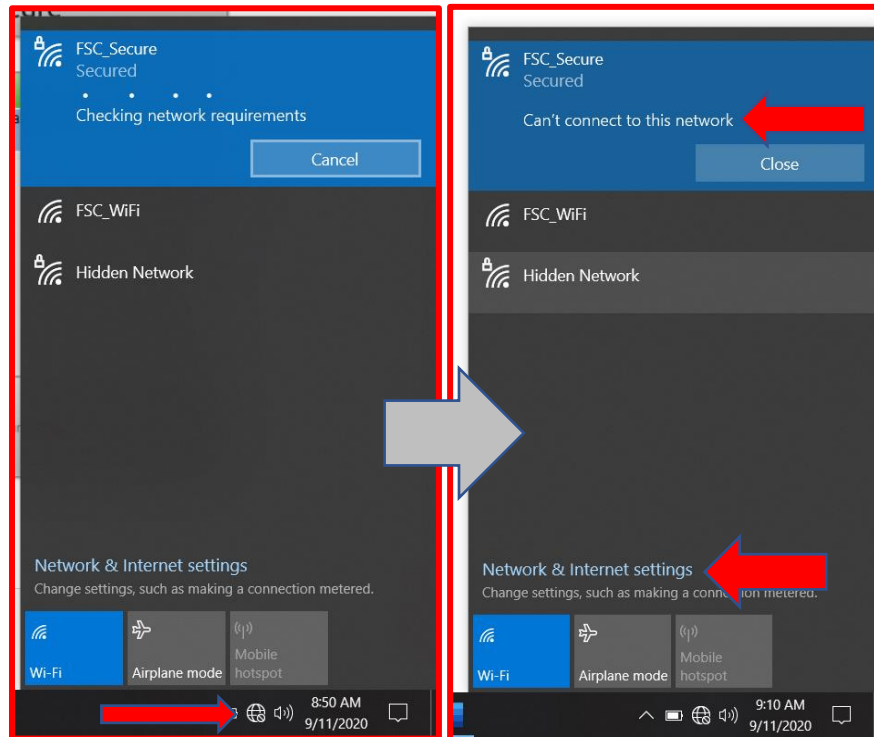 FSC_Secure
Secured
Checking network requirements
Cancel
FSC_WiFi
Hidden Network
Network & Internet settings
Change settings, such as making a connection metered.
Wi-Fi
Airplane mode
Mobile
hotspot
8:50 AM
9/11/2020
FSC_Secure
Secured
Can't connect to this network
Close
FSC_WiFi
Hidden Network
Network & Internet settings
Change settings, such as making a connection metered.
Wi-Fi
Airplane mode
Mobile
hotspot
9:10 AM
9/11/2020